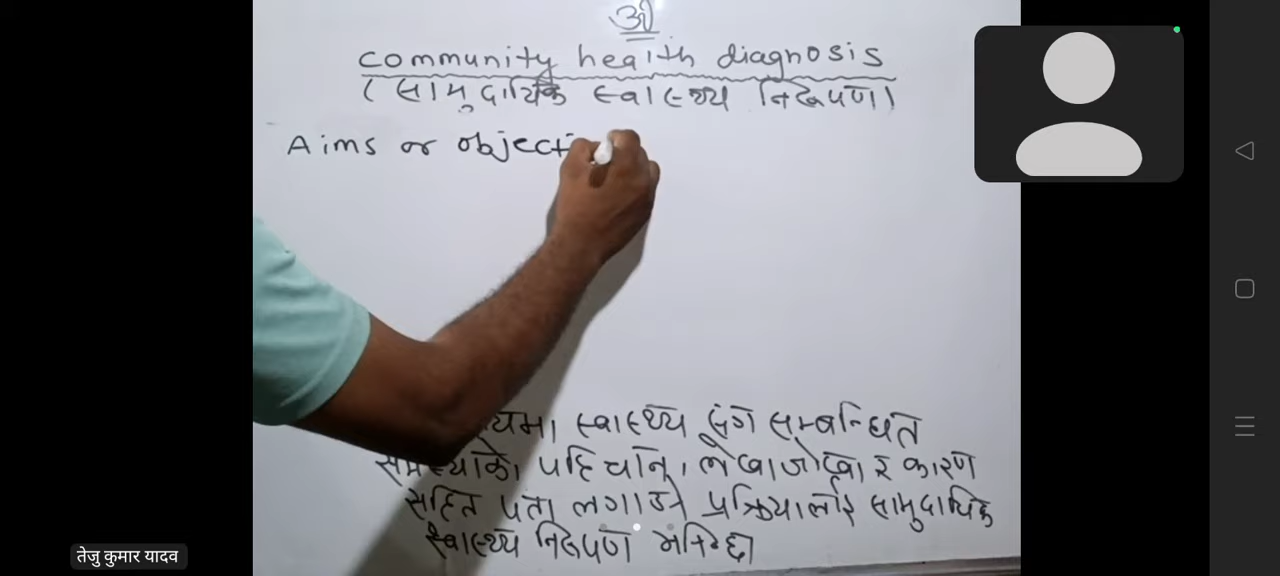 ॐ
community health diagnosis
(सामुदायिक स्वास्थ्य निरूपण)
Aims or objecti
स्वास्थ्य संग सम्बन्धित
समस्याको पहिचान, लेखाजोखा र कारण
सहित पता लगाउने प्रक्रियालाई सामुदायिक
स्वास्थ्य निरूपण भनिन्छ।
तेजु कुमार यादव